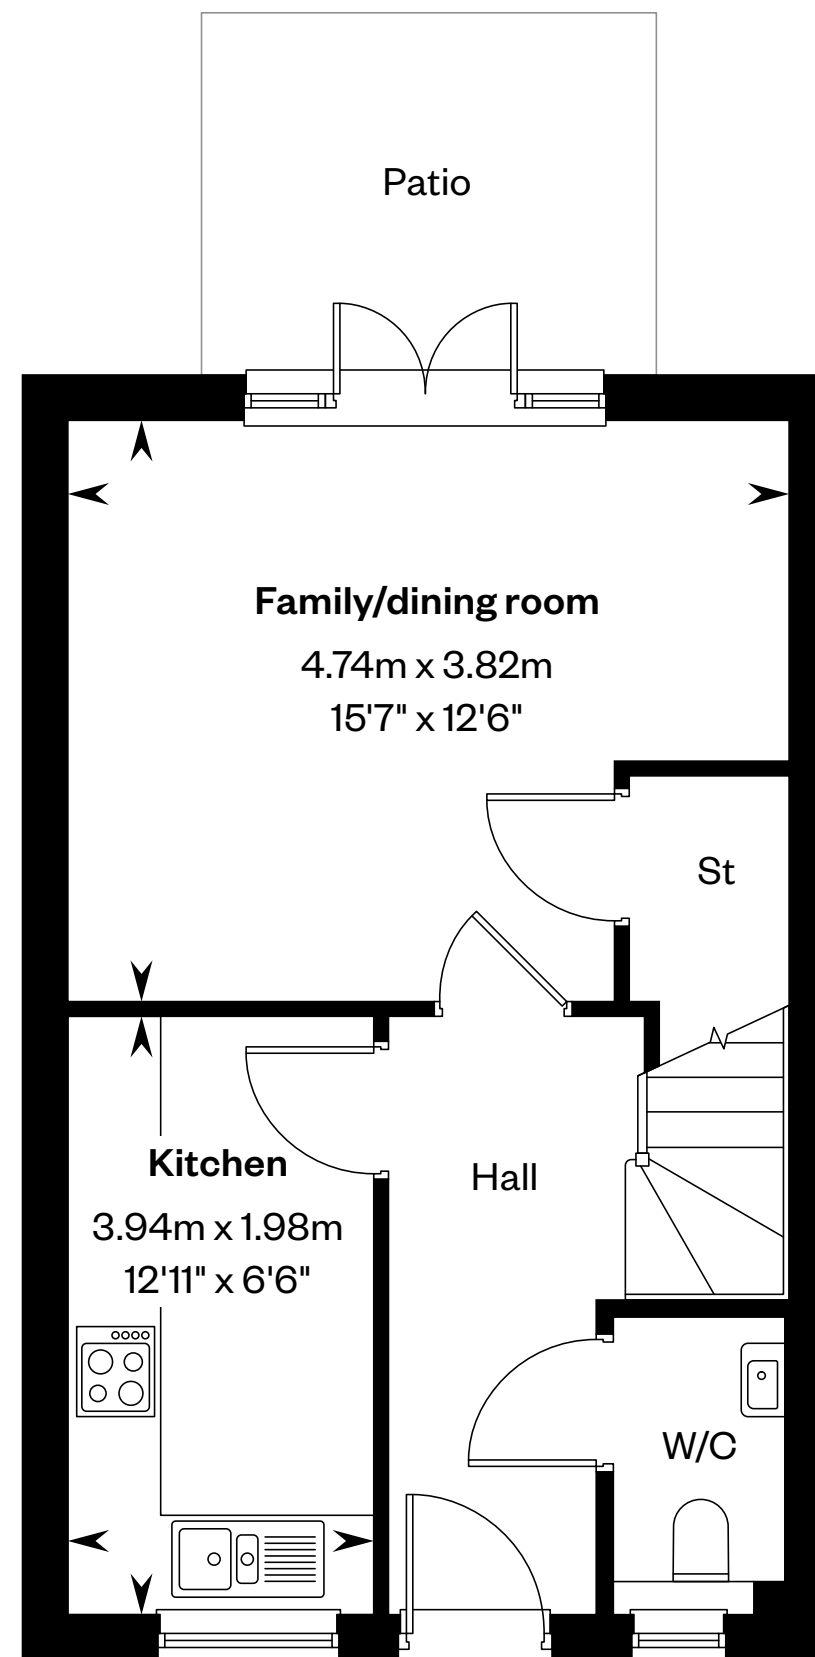 Patio
Family/dining room
4.74m x 3.82m
15'7" x 12'6"
St
Kitchen
3.94m x 1.98m
12'11" x 6'6"
Hall
W/C